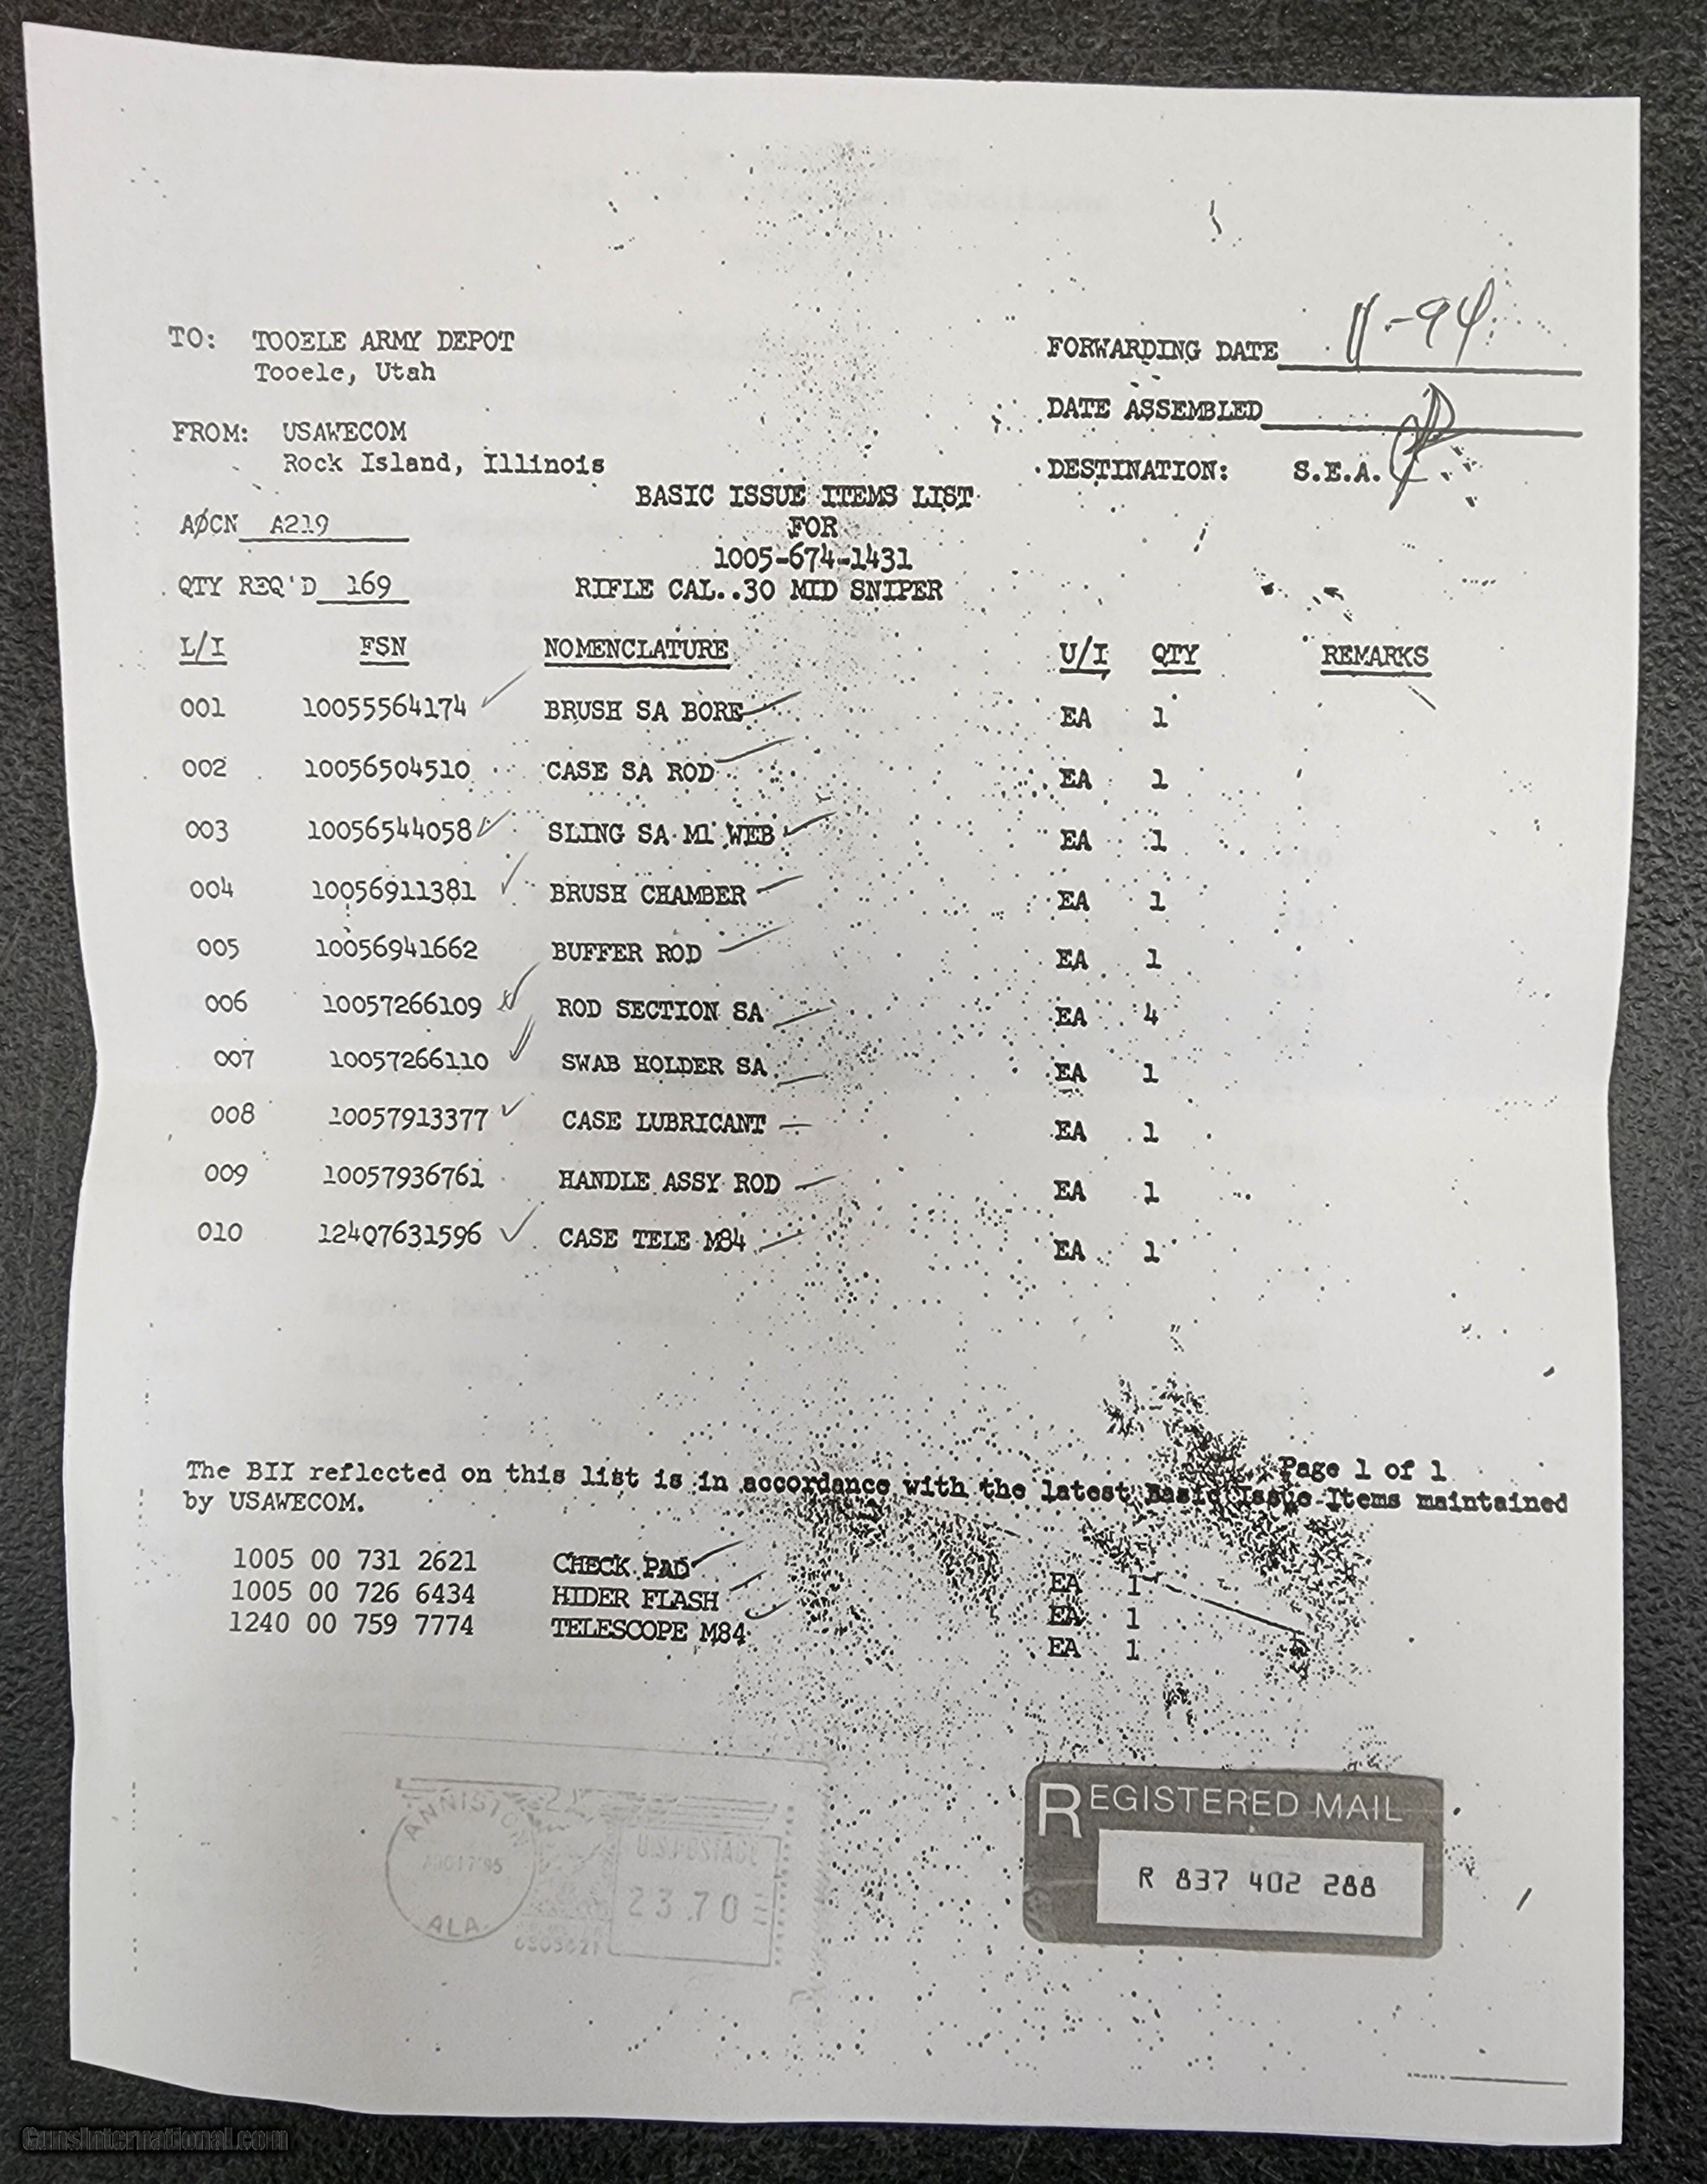 TO: TOOELE ARMY DEPOT
Tooele, Utah
FORWARDING DATE 11-94
DATE ASSEMBLED
FROM: USAWECOM
Rock Island, Illinois
DESTINATION: S.E.A.
BASIC ISSUE ITEMS LIST
FOR
1005-674-1431
RIFLE CAL..30 M1D SNIPER
AØCN A219
QTY REQ'D 169
L/I FSN NOMENCLATURE U/I QTY REMARKS
001 10055564174 BRUSH SA BORE EA 1
002 10056504510 CASE SA ROD EA 1
003 10056544058 SLING SA M1 WEB EA 1
004 10056911381 BRUSH CHAMBER EA 1
005 10056941662 BUFFER ROD EA 1
006 10057266109 ROD SECTION SA EA 4
007 10057266110 SWAB HOLDER SA EA 1
008 10057913377 CASE LUBRICANT EA 1
009 10057936761 HANDLE ASSY ROD EA 1
010 12407631596 CASE TELE M84 EA 1
Page 1 of 1
The BII reflected on this list is in accordance with the latest Basic Issue Items maintained
by USAWECOM.
1005 00 731 2621 CHECK PAD EA 1
1005 00 726 6434 HIDER FLASH EA 1
1240 00 759 7774 TELESCOPE M84 EA 1
ANNISTON
ALA.
U.S. POSTAGE
23.70
REGISTERED MAIL
R 837 402 288
GunsInternational.com